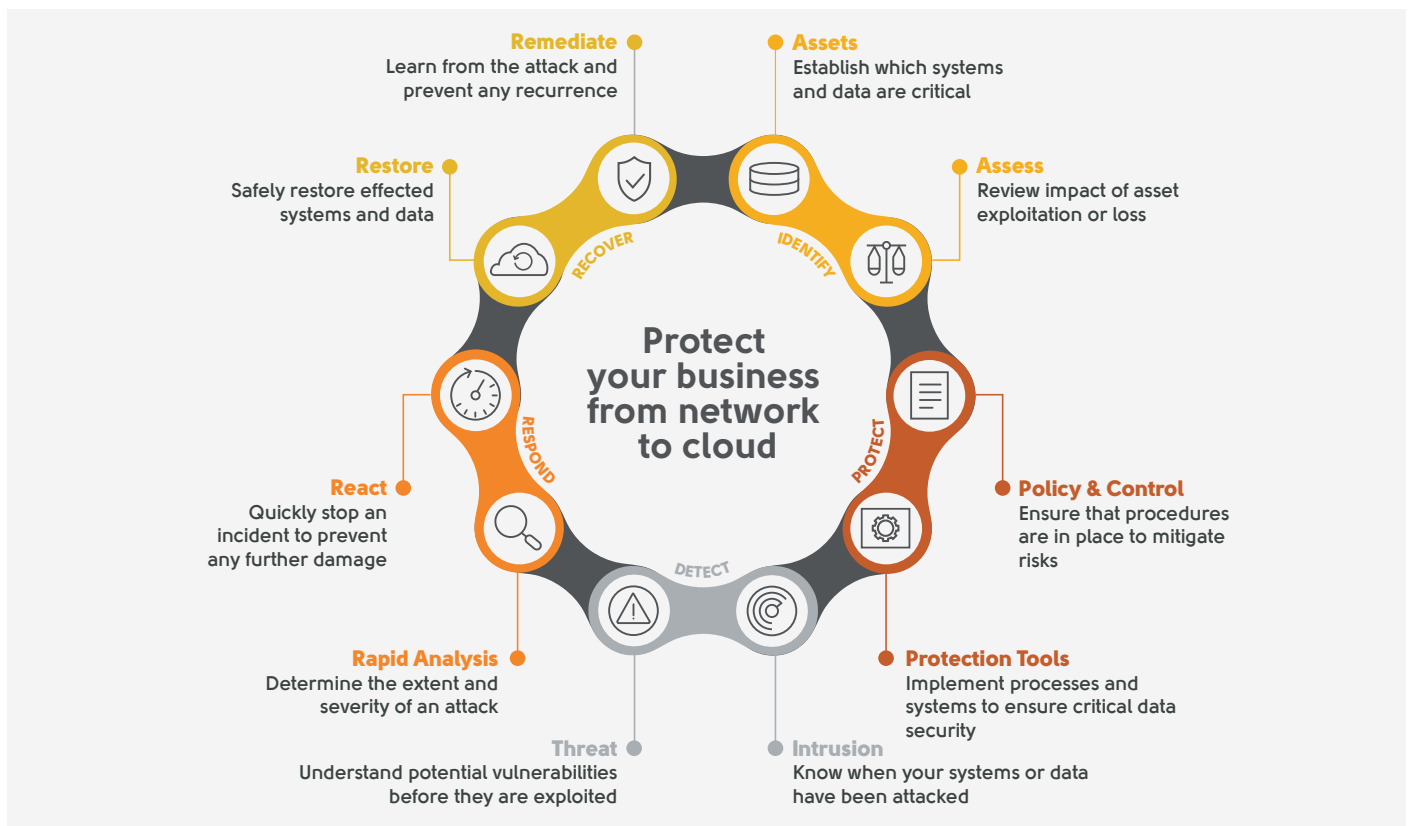 Remediate
Learn from the attack and
prevent any recurrence
Assets
Establish which systems
and data are critical
Restore
Safely restore effected
systems and data
Assess
Review impact of asset
exploitation or loss
RECOVER
IDENTIFY
Protect
your business
from network
to cloud
RESPOND
PROTECT
React
Quickly stop an
incident to prevent
any further damage
Policy & Control
Ensure that procedures
are in place to mitigate
risks
DETECT
Rapid Analysis
Determine the extent and
severity of an attack
Protection Tools
Implement processes and
systems to ensure critical data
security
Threat
Understand potential vulnerabilities
before they are exploited
Intrusion
Know when your systems or data
have been attacked